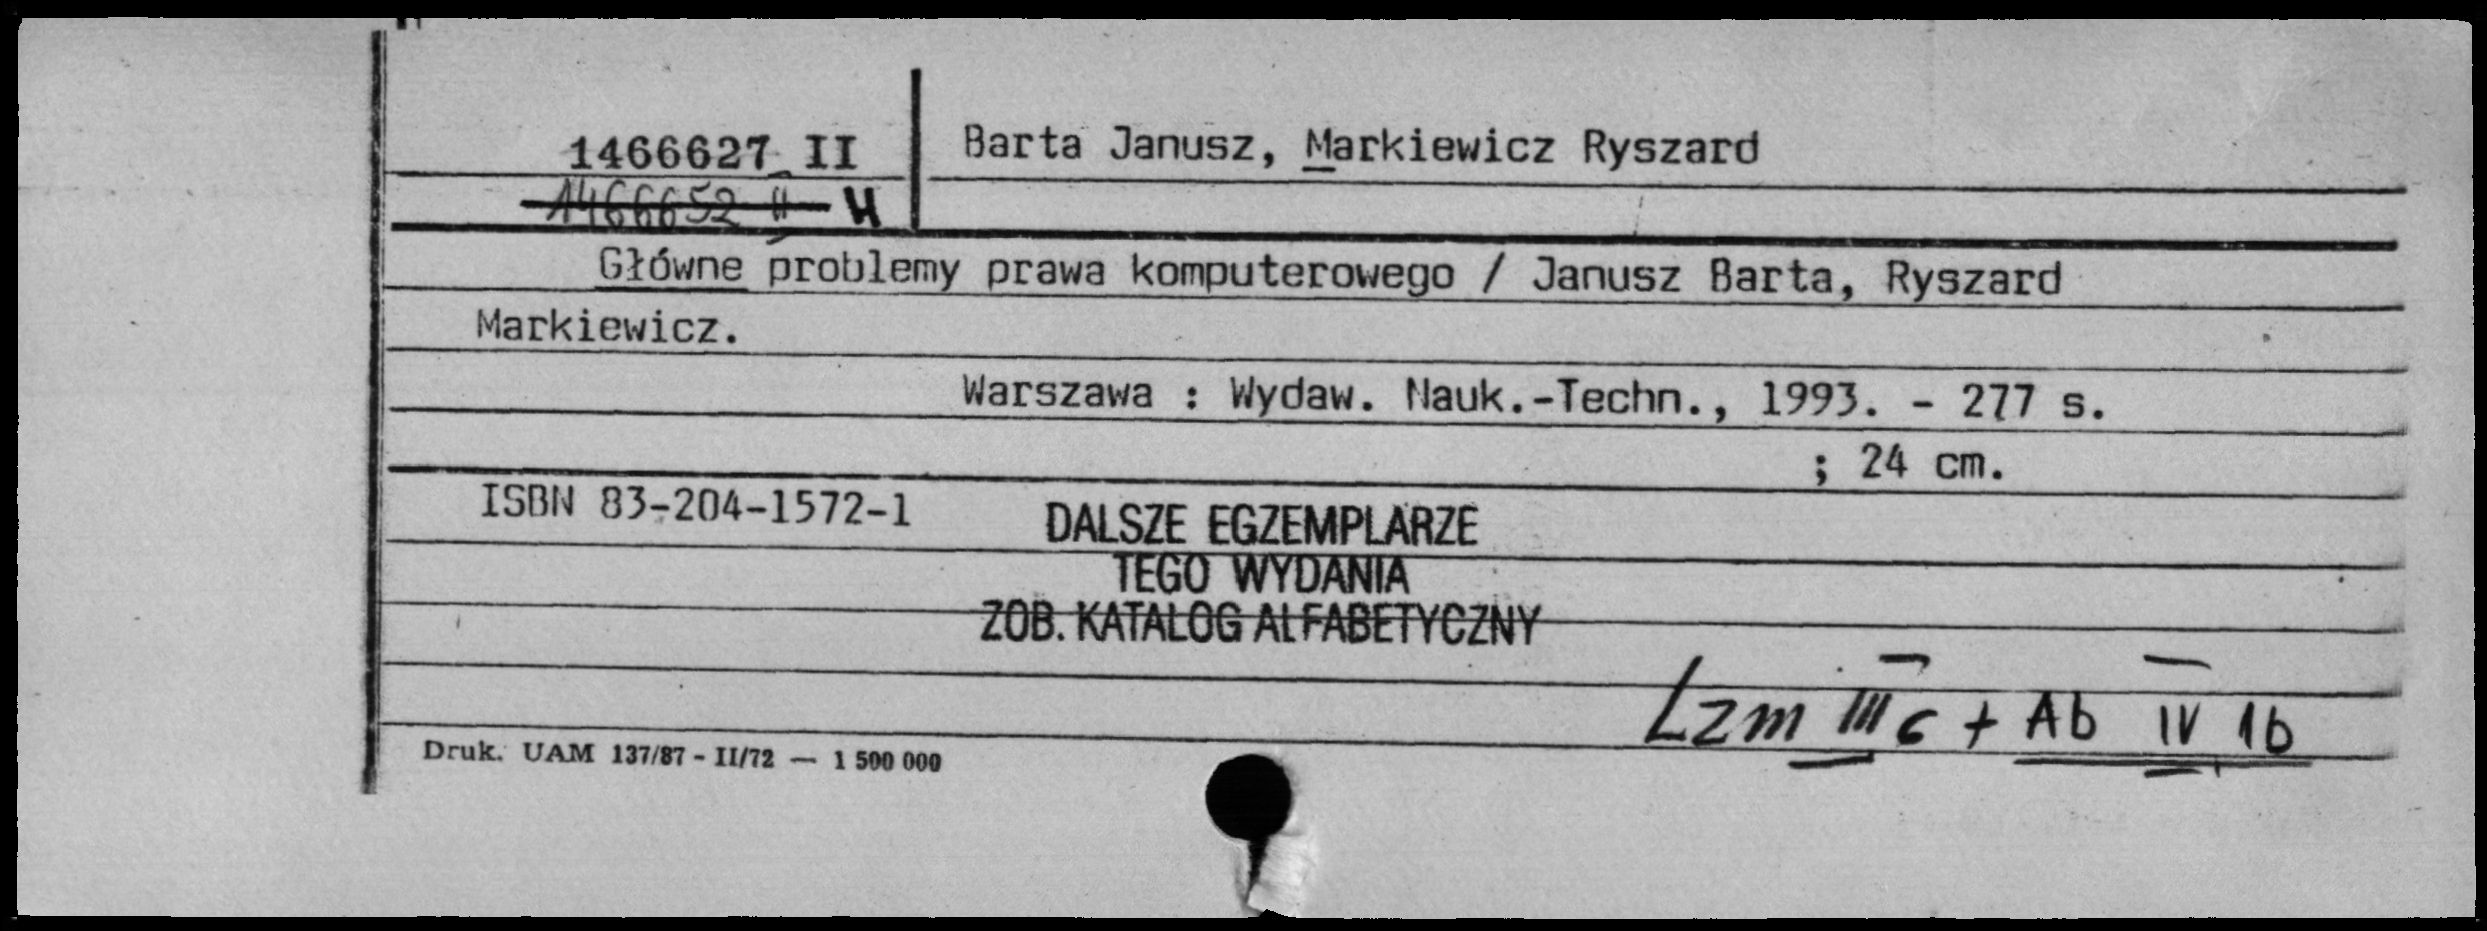 1466627 II
1466652 II H
Barta Janusz, Markiewicz Ryszard
Główne problemy prawa komputerowego / Janusz Barta, Ryszard
Markiewicz.
Warszawa : Wydaw. Nauk.-Techn., 1993. - 277 s.
; 24 cm.
ISBN 83-204-1572-1
DALSZE EGZEMPLARZE
TEGO WYDANIA
ZOB. KATALOG ALFABETYCZNY
Lzm III c + Ab IV 1b
Druk. UAM 137/87 - II/72 — 1 500 000